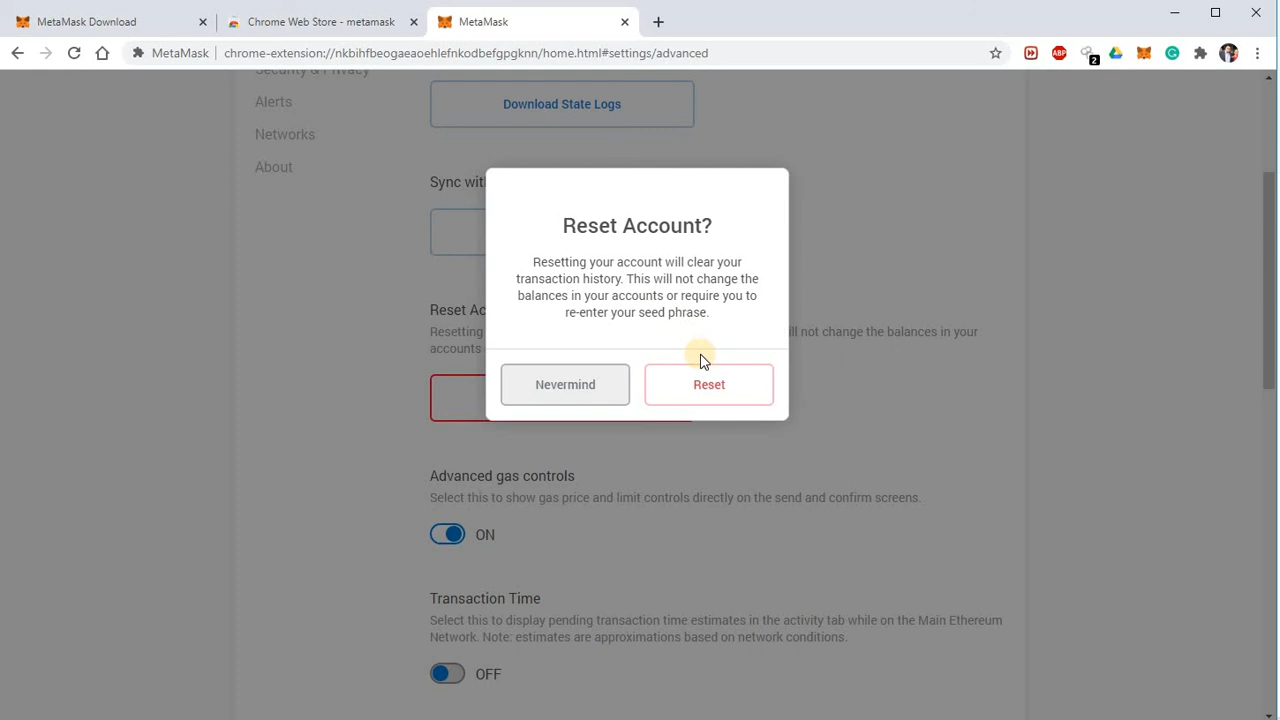 MetaMask Download
Chrome Web Store - metamask
MetaMask
MetaMask
chrome-extension://nkbihfbeogaeaoehlefnkodbefgpgknn/home.html#settings/advanced
ABP
2
Security & Privacy
Alerts
Networks
About
Download State Logs
Sync wit
Reset Account?
Resetting your account will clear your
transaction history. This will not change the
balances in your accounts or require you to
re-enter your seed phrase.
Nevermind
Reset
Reset Ac
Resetting
ill not change the balances in your
accounts
Advanced gas controls
Select this to show gas price and limit controls directly on the send and confirm screens.
ON
Transaction Time
Select this to display pending transaction time estimates in the activity tab while on the Main Ethereum
Network. Note: estimates are approximations based on network conditions.
OFF